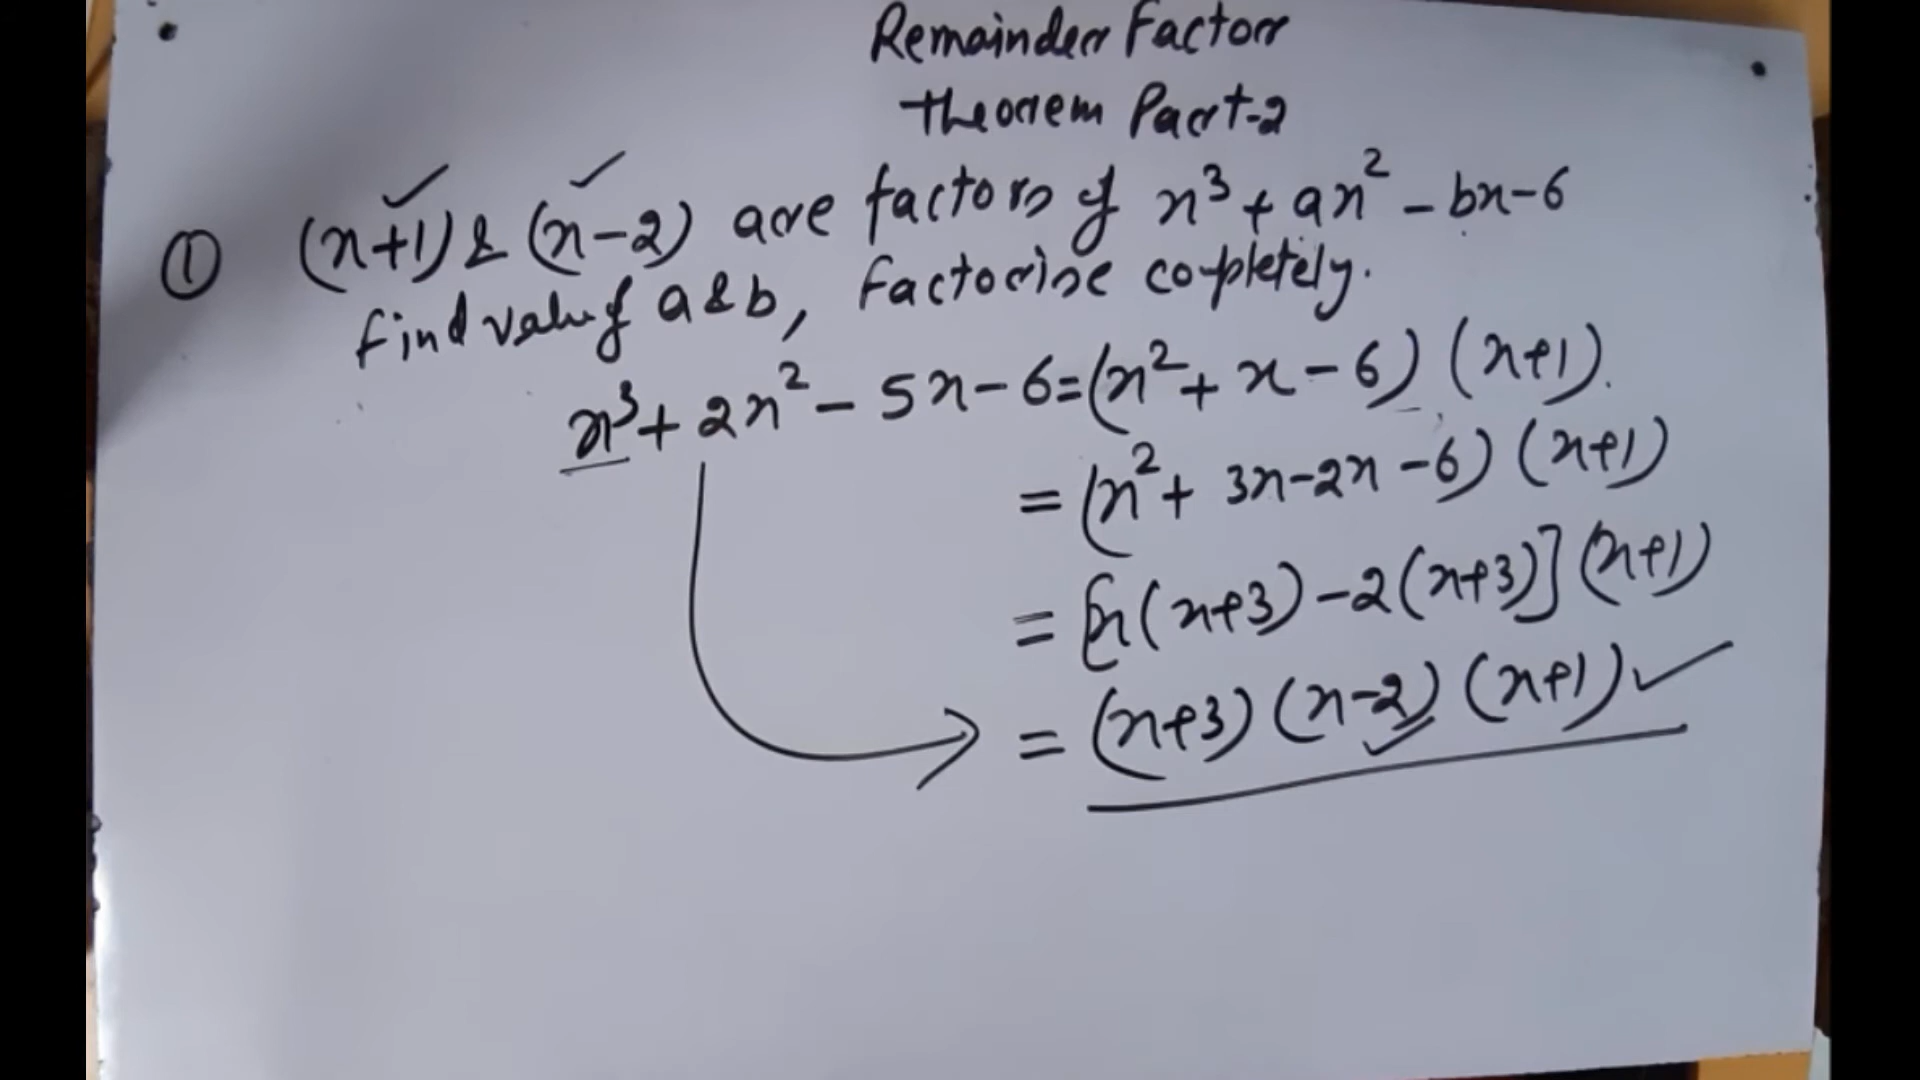 Remainder Factor
Theorem Part-2
① (x+1) & (x-2) are factors of x³ + ax² - bx - 6
find value of a & b, Factorise copletely.
x³ + 2x² - 5x - 6 = (x² + x - 6) (x+1).
= (x² + 3x - 2x - 6) (x+1)
= [x(x+3) - 2(x+3)] (x+1)
= (x+3) (x-2) (x+1) ✓